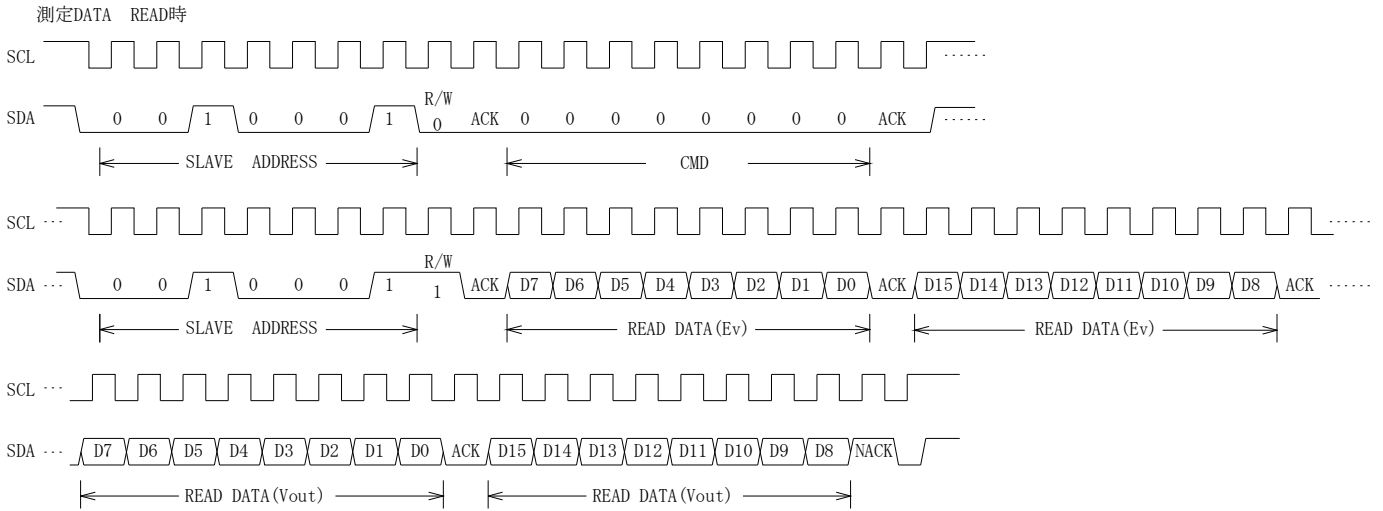 測定DATA READ時
SCL ······
R/W
SDA 0 0 1 0 0 0 1 0 ACK 0 0 0 0 0 0 0 0 ACK ······
SLAVE ADDRESS CMD
SCL ··· ······
R/W
SDA ··· 0 0 1 0 0 0 1 1 ACK D7 D6 D5 D4 D3 D2 D1 D0 ACK D15 D14 D13 D12 D11 D10 D9 D8 ACK ······
SLAVE ADDRESS READ DATA(Ev) READ DATA(Ev)
SCL ···
SDA ··· D7 D6 D5 D4 D3 D2 D1 D0 ACK D15 D14 D13 D12 D11 D10 D9 D8 NACK
READ DATA(Vout) READ DATA(Vout)